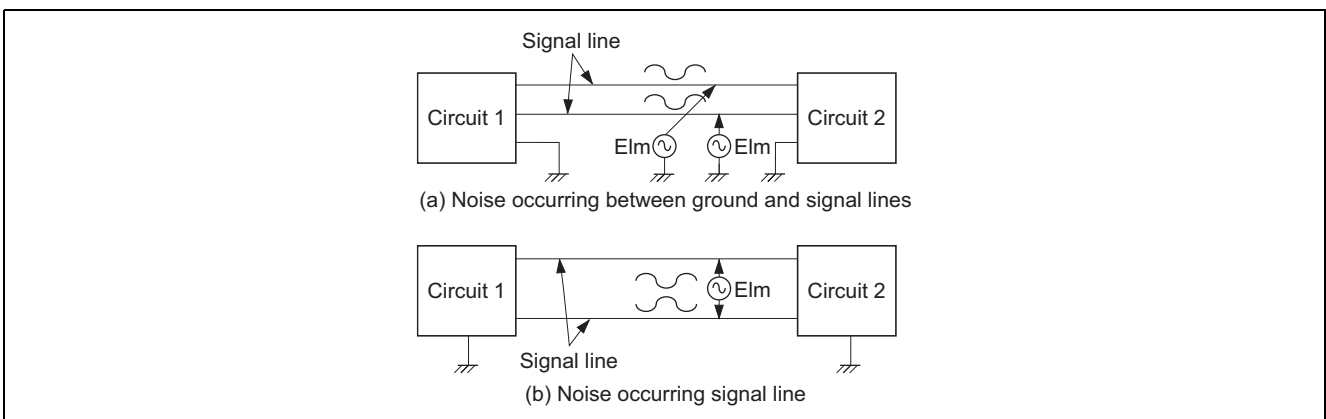 Signal line
Circuit 1
Circuit 2
Elm
Elm
(a) Noise occurring between ground and signal lines
Circuit 1
Elm
Circuit 2
Signal line
(b) Noise occurring signal line